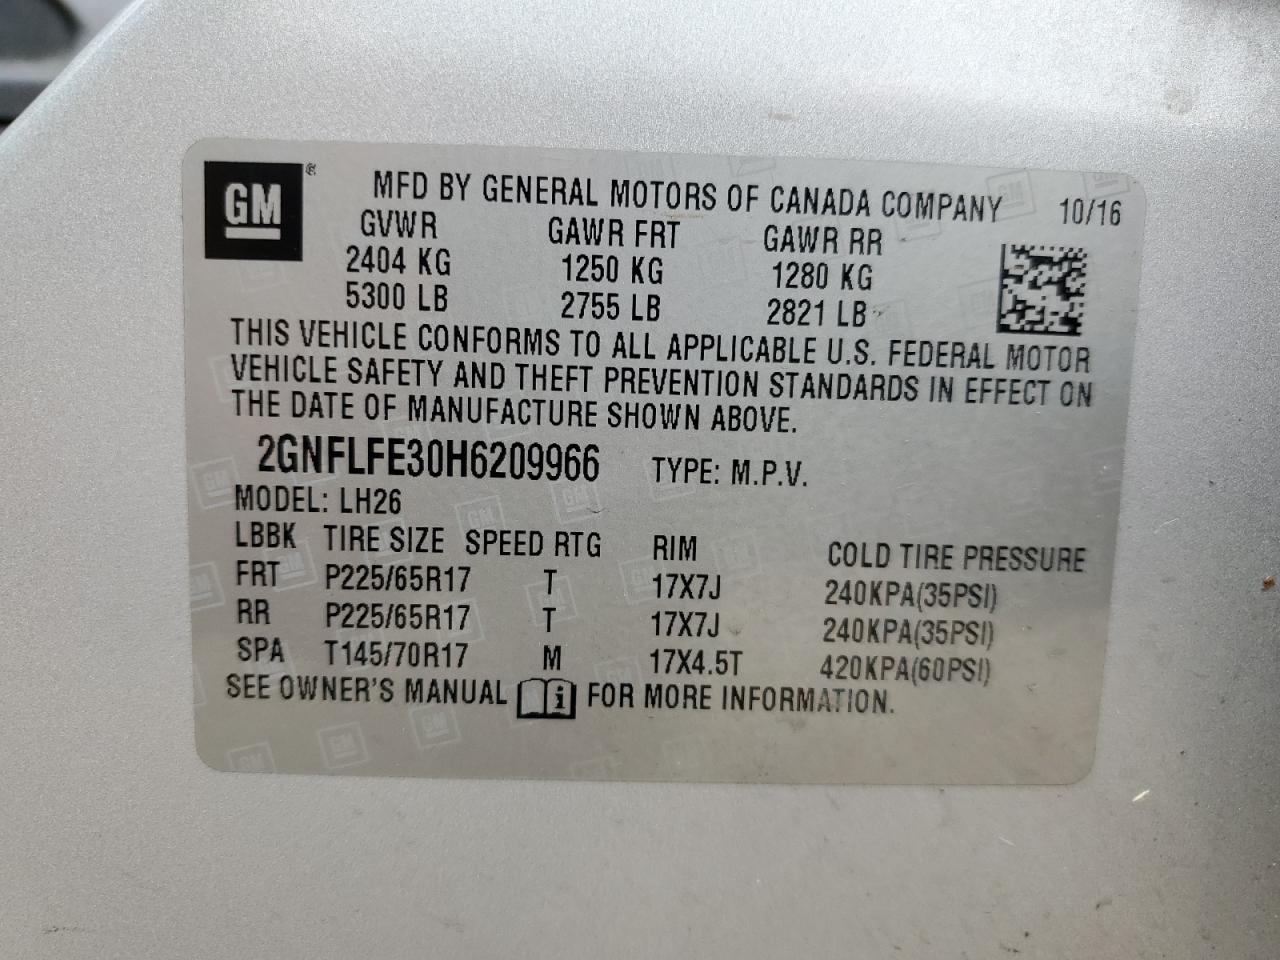 GM ®
MFD BY GENERAL MOTORS OF CANADA COMPANY 10/16
GVWR GAWR FRT GAWR RR
2404 KG 1250 KG 1280 KG
5300 LB 2755 LB 2821 LB
THIS VEHICLE CONFORMS TO ALL APPLICABLE U.S. FEDERAL MOTOR
VEHICLE SAFETY AND THEFT PREVENTION STANDARDS IN EFFECT ON
THE DATE OF MANUFACTURE SHOWN ABOVE.
2GNFLFE30H6209966 TYPE: M.P.V.
MODEL: LH26
LBBK TIRE SIZE SPEED RTG RIM COLD TIRE PRESSURE
FRT P225/65R17 T 17X7J 240KPA(35PSI)
RR P225/65R17 T 17X7J 240KPA(35PSI)
SPA T145/70R17 M 17X4.5T 420KPA(60PSI)
SEE OWNER'S MANUAL i FOR MORE INFORMATION.